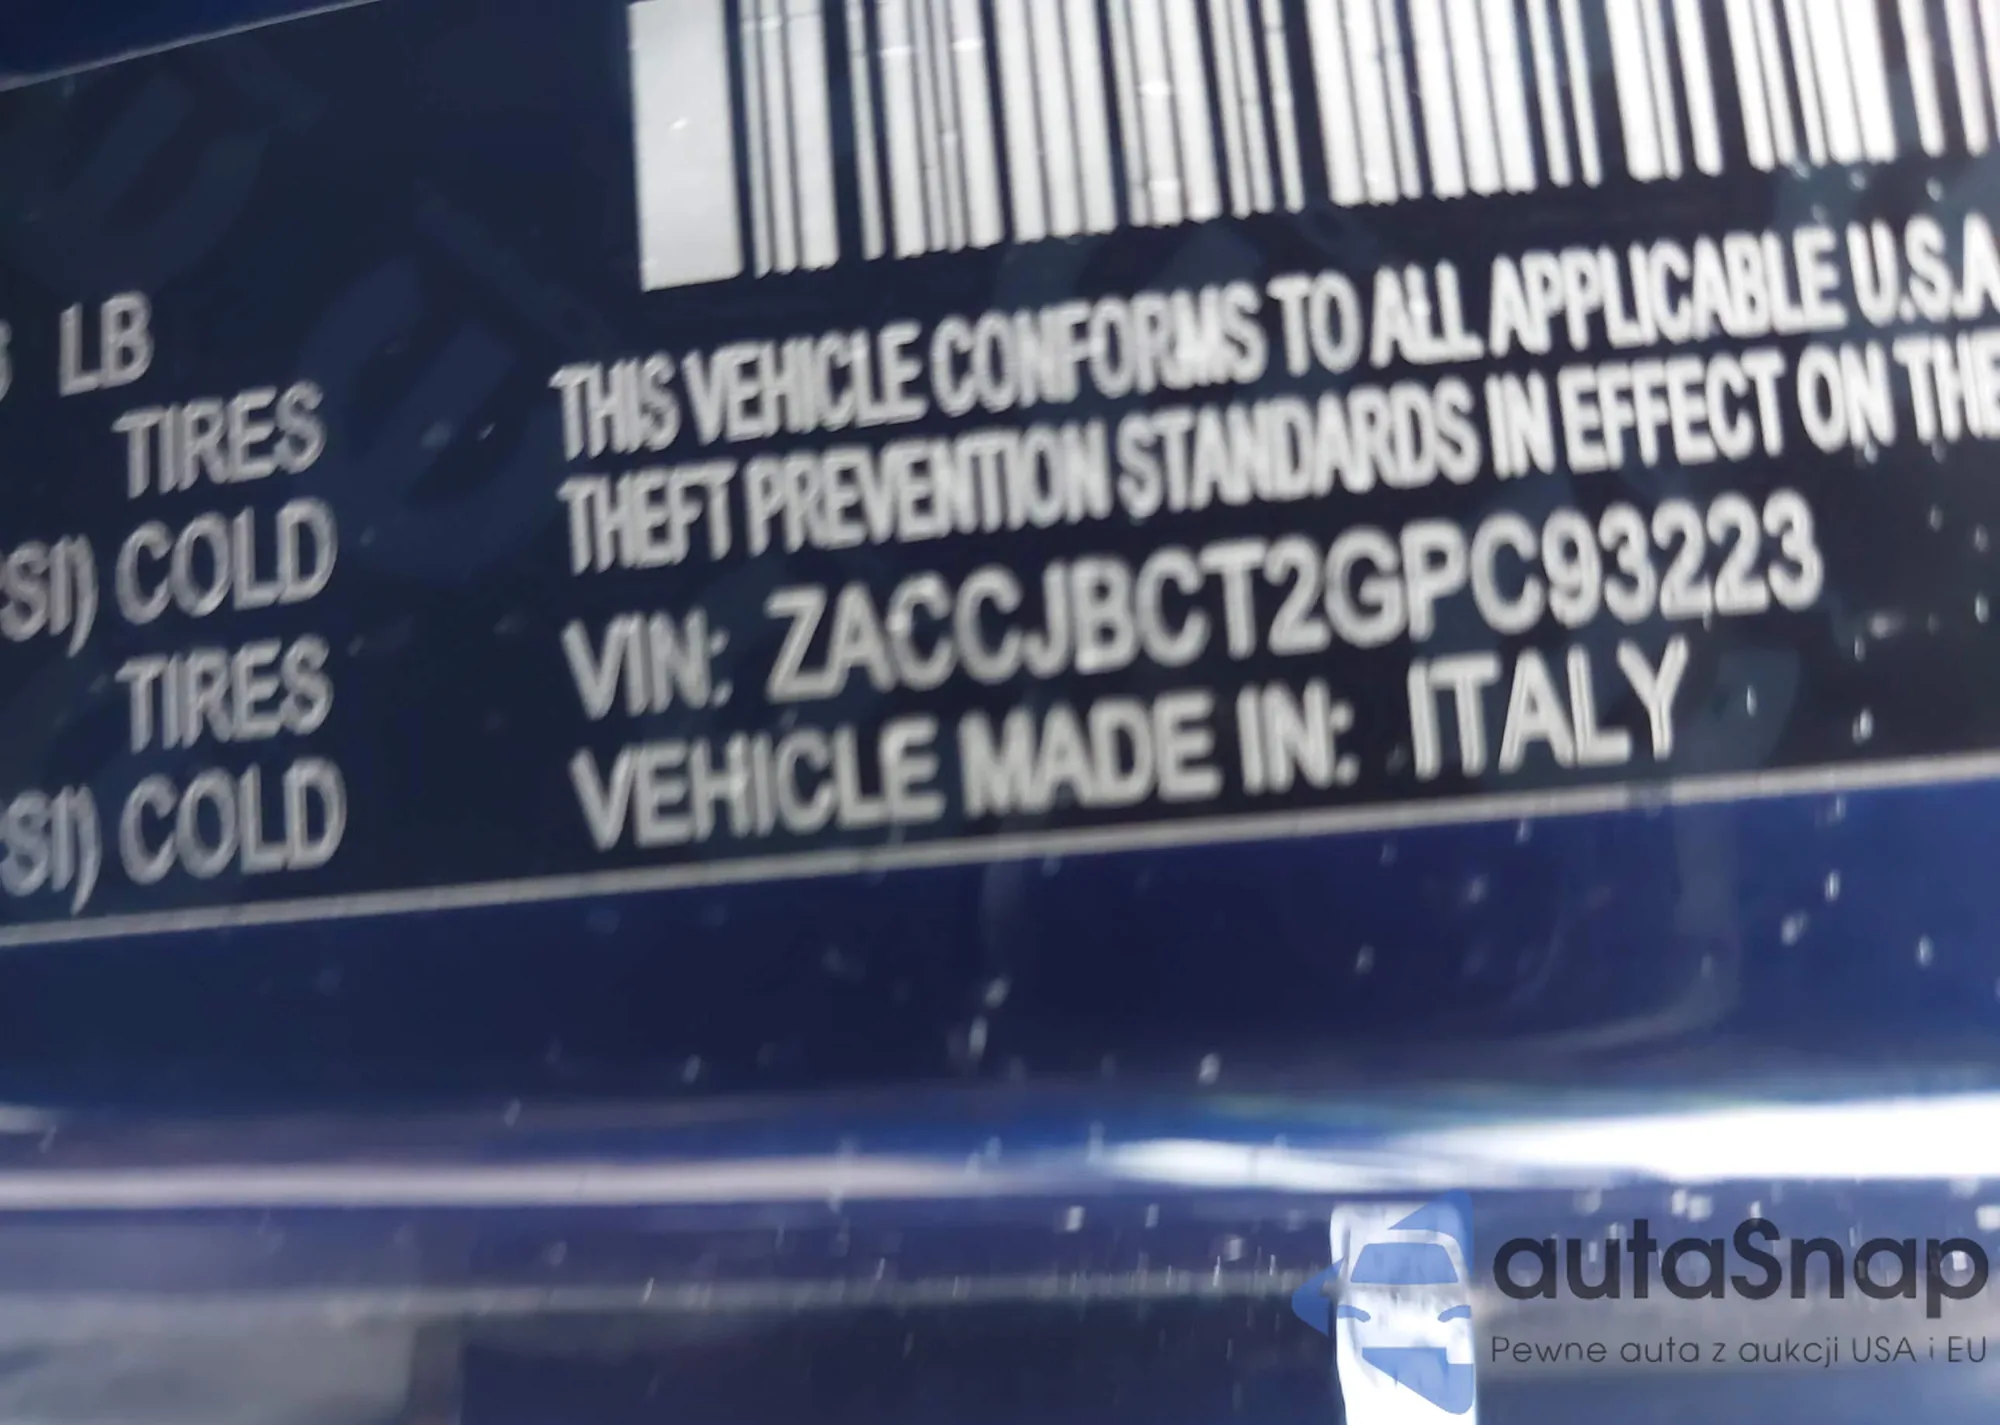 LB
TIRES
COLD
TIRES
COLD
THIS VEHICLE CONFORMS TO ALL APPLICABLE U.S.A
THEFT PREVENTION STANDARDS IN EFFECT ON THE
VIN: ZACCJBCT2GPC93223
VEHICLE MADE IN: ITALY
autaSnap
Pewne auta z aukcji USA i EU